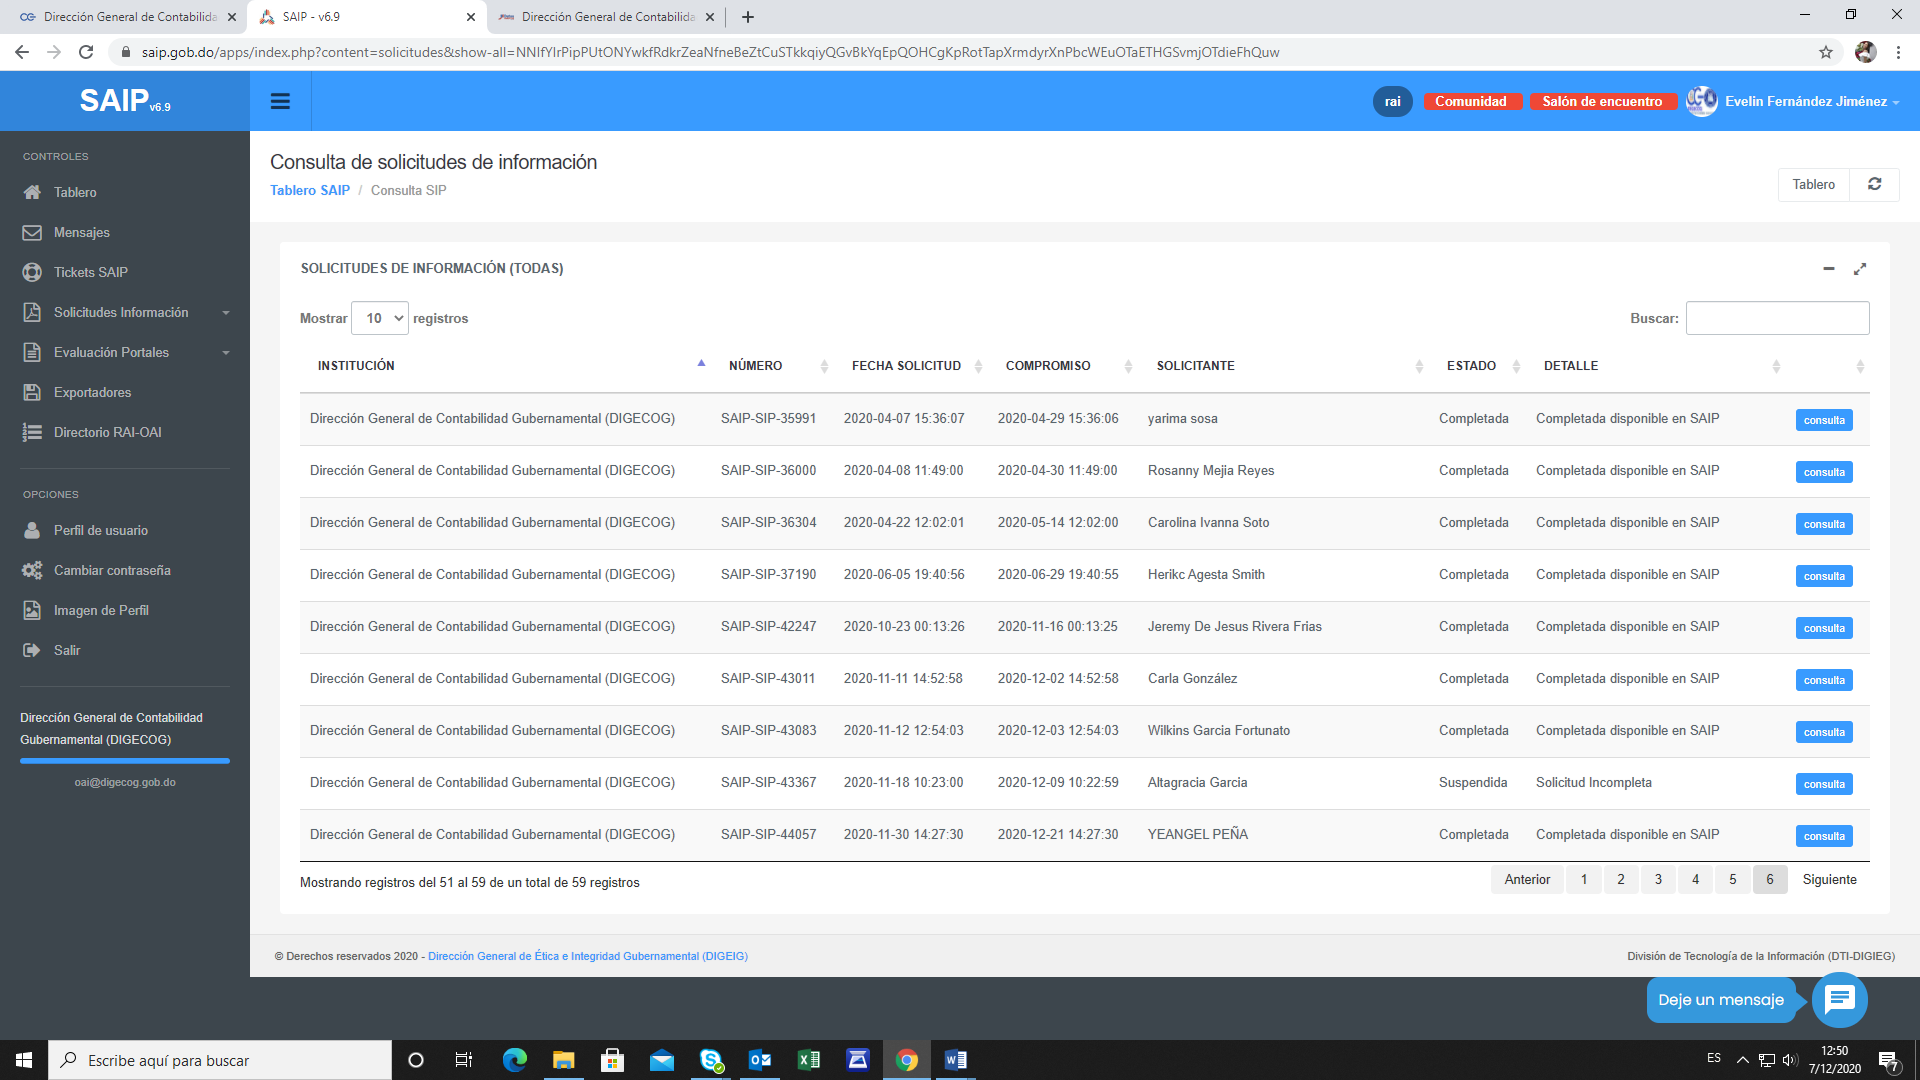 Dirección General de Contabilida
SAIP - v6.9
Dirección General de Contabilida
saip.gob.do/apps/index.php?content=solicitudes&show-all=NNIfYIrPipPUtONYwkfRdkrZeaNfneBeZtCuSTkkqiyQGvBkYqEpQOHCgKpRotTapXrmdyrXnPbcWEuOTaETHGSvmjOTdieFhQuw
SAIP v6.9
rai
Comunidad
Salón de encuentro
Evelin Fernández Jiménez
CONTROLES
Tablero
Mensajes
Tickets SAIP
Solicitudes Información
Evaluación Portales
Exportadores
Directorio RAI-OAI
OPCIONES
Perfil de usuario
Cambiar contraseña
Imagen de Perfil
Salir
Dirección General de Contabilidad
Gubernamental (DIGECOG)
oai@digecog.gob.do
Consulta de solicitudes de información
Tablero SAIP / Consulta SIP
Tablero
SOLICITUDES DE INFORMACIÓN (TODAS)
Mostrar 10 registros
Buscar:
INSTITUCIÓN NÚMERO FECHA SOLICITUD COMPROMISO SOLICITANTE ESTADO DETALLE
Dirección General de Contabilidad Gubernamental (DIGECOG) SAIP-SIP-35991 2020-04-07 15:36:07 2020-04-29 15:36:06 yarima sosa Completada Completada disponible en SAIP consulta
Dirección General de Contabilidad Gubernamental (DIGECOG) SAIP-SIP-36000 2020-04-08 11:49:00 2020-04-30 11:49:00 Rosanny Mejia Reyes Completada Completada disponible en SAIP consulta
Dirección General de Contabilidad Gubernamental (DIGECOG) SAIP-SIP-36304 2020-04-22 12:02:01 2020-05-14 12:02:00 Carolina Ivanna Soto Completada Completada disponible en SAIP consulta
Dirección General de Contabilidad Gubernamental (DIGECOG) SAIP-SIP-37190 2020-06-05 19:40:56 2020-06-29 19:40:55 Herikc Agesta Smith Completada Completada disponible en SAIP consulta
Dirección General de Contabilidad Gubernamental (DIGECOG) SAIP-SIP-42247 2020-10-23 00:13:26 2020-11-16 00:13:25 Jeremy De Jesus Rivera Frias Completada Completada disponible en SAIP consulta
Dirección General de Contabilidad Gubernamental (DIGECOG) SAIP-SIP-43011 2020-11-11 14:52:58 2020-12-02 14:52:58 Carla González Completada Completada disponible en SAIP consulta
Dirección General de Contabilidad Gubernamental (DIGECOG) SAIP-SIP-43083 2020-11-12 12:54:03 2020-12-03 12:54:03 Wilkins Garcia Fortunato Completada Completada disponible en SAIP consulta
Dirección General de Contabilidad Gubernamental (DIGECOG) SAIP-SIP-43367 2020-11-18 10:23:00 2020-12-09 10:22:59 Altagracia Garcia Suspendida Solicitud Incompleta consulta
Dirección General de Contabilidad Gubernamental (DIGECOG) SAIP-SIP-44057 2020-11-30 14:27:30 2020-12-21 14:27:30 YEANGEL PEÑA Completada Completada disponible en SAIP consulta
Mostrando registros del 51 al 59 de un total de 59 registros
Anterior 1 2 3 4 5 6 Siguiente
© Derechos reservados 2020 - Dirección General de Ética e Integridad Gubernamental (DIGEIG)
División de Tecnología de la Información (DTI-DIGIEG)
Deje un mensaje
Escribe aquí para buscar
ES
12:50
7/12/2020
7